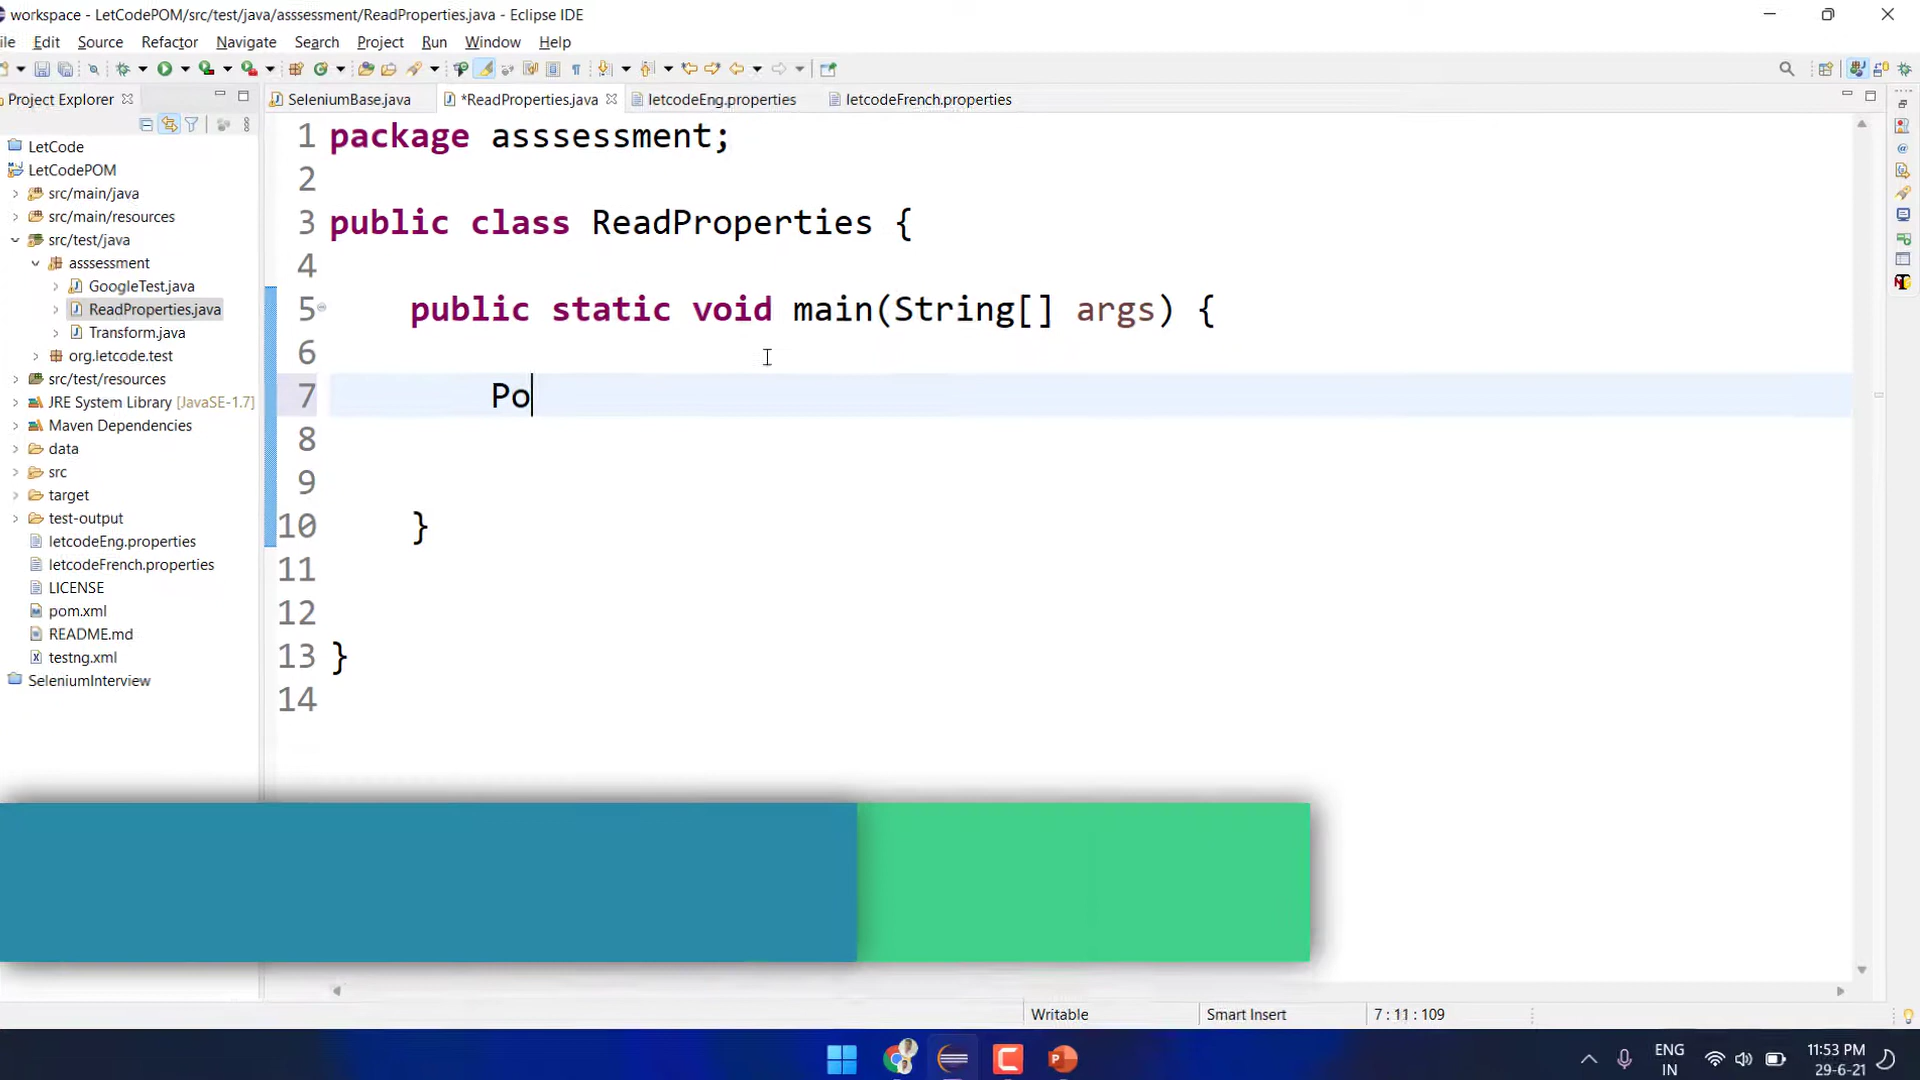 workspace - LetCodePOM/src/test/java/asssessment/ReadProperties.java - Eclipse IDE
ile Edit Source Refactor Navigate Search Project Run Window Help
Project Explorer
SeleniumBase.java *ReadProperties.java letcodeEng.properties letcodeFrench.properties
LetCode
LetCodePOM
src/main/java
src/main/resources
src/test/java
asssessment
GoogleTest.java
ReadProperties.java
Transform.java
org.letcode.test
src/test/resources
JRE System Library [JavaSE-1.7]
Maven Dependencies
data
src
target
test-output
letcodeEng.properties
letcodeFrench.properties
LICENSE
pom.xml
README.md
testng.xml
SeleniumInterview
1 package asssessment;
2
3 public class ReadProperties {
4
5 public static void main(String[] args) {
6
7 Po
8
9
10 }
11
12
13 }
14
Writable Smart Insert 7 : 11 : 109
ENG
IN
11:53 PM
29-6-21